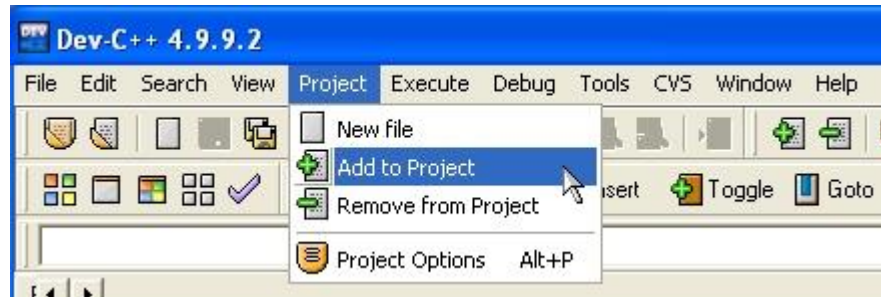 DEV Dev-C++ 4.9.9.2
File Edit Search View Project Execute Debug Tools CVS Window Help
New file
Add to Project
Remove from Project
Toggle Goto
Project Options Alt+P